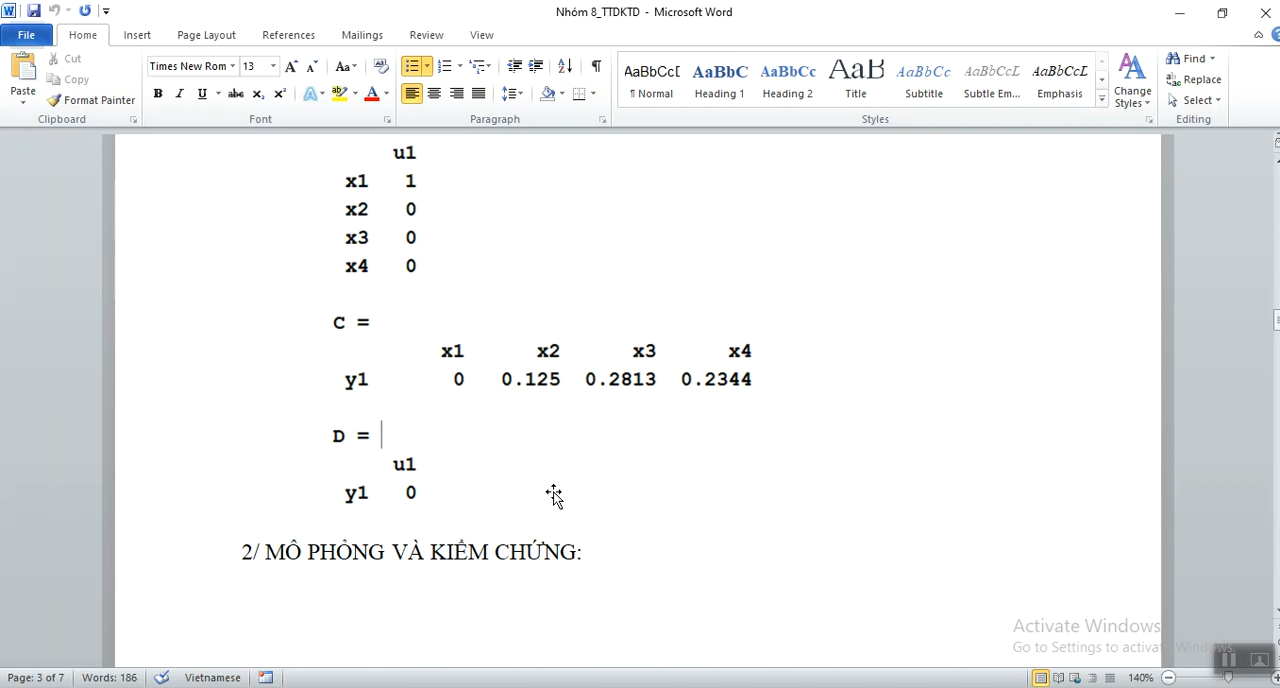 Nhóm 8_TTDKTD - Microsoft Word
File Home Insert Page Layout References Mailings Review View
Paste Cut Copy Format Painter Clipboard
Times New Rom 13 Font
Paragraph
AaBbCcI AaBbC AaBbCc AaB AaBbCc AaBbCcL AaBbCcL
¶ Normal Heading 1 Heading 2 Title Subtitle Subtle Em... Emphasis
Styles
Change Styles
Find Replace Select Editing
u1
x1 1
x2 0
x3 0
x4 0
C =
x1 x2 x3 x4
y1 0 0.125 0.2813 0.2344
D =
u1
y1 0
2/ MÔ PHỎNG VÀ KIỂM CHỨNG:
Activate Windows
Go to Settings to activate Windows.
Page: 3 of 7 Words: 186 Vietnamese 140%